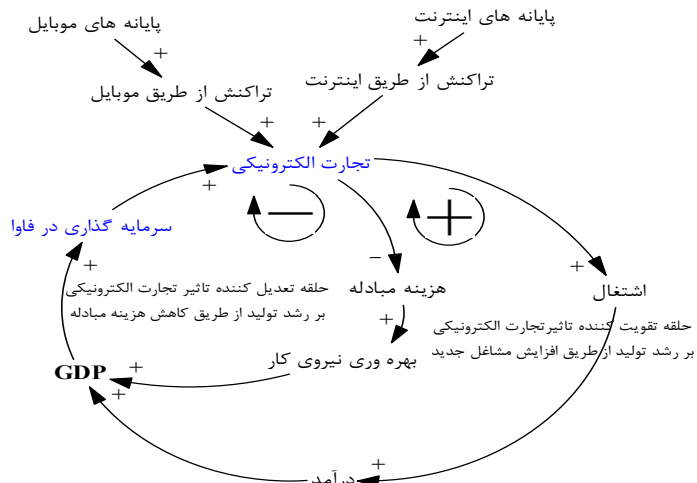 پایانه های اینترنت
پایانه های موبایل
+
+
تراکنش از طریق اینترنت
تراکنش از طریق موبایل
+
+
تجارت الکترونیکی
+
سرمایه گذاری در فاوا
–
+
–
+
+
هزینه مبادله
اشتغال
حلقه تعدیل کننده تاثیر تجارت الکترونیکی
بر رشد تولید از طریق کاهش هزینه مبادله
+
حلقه تقویت کننده تاثیرتجارت الکترونیکی
بر رشد تولید از طریق افزایش مشاغل جدید
بهره وری نیروی کار
+
GDP
+
+
درآمد